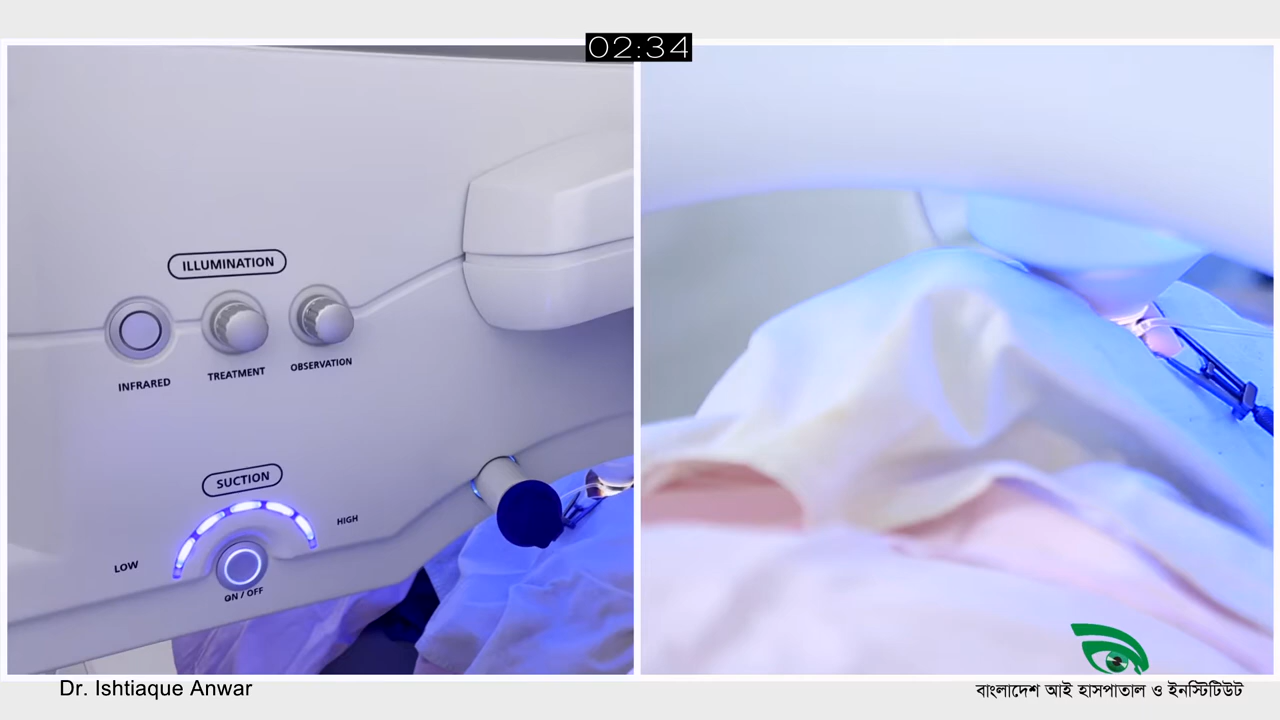 02:34
ILLUMINATION
INFRARED
TREATMENT
OBSERVATION
SUCTION
LOW
HIGH
ON / OFF
Dr. Ishtiaque Anwar
বাংলাদেশ আই হাসপাতাল ও ইনস্টিটিউট